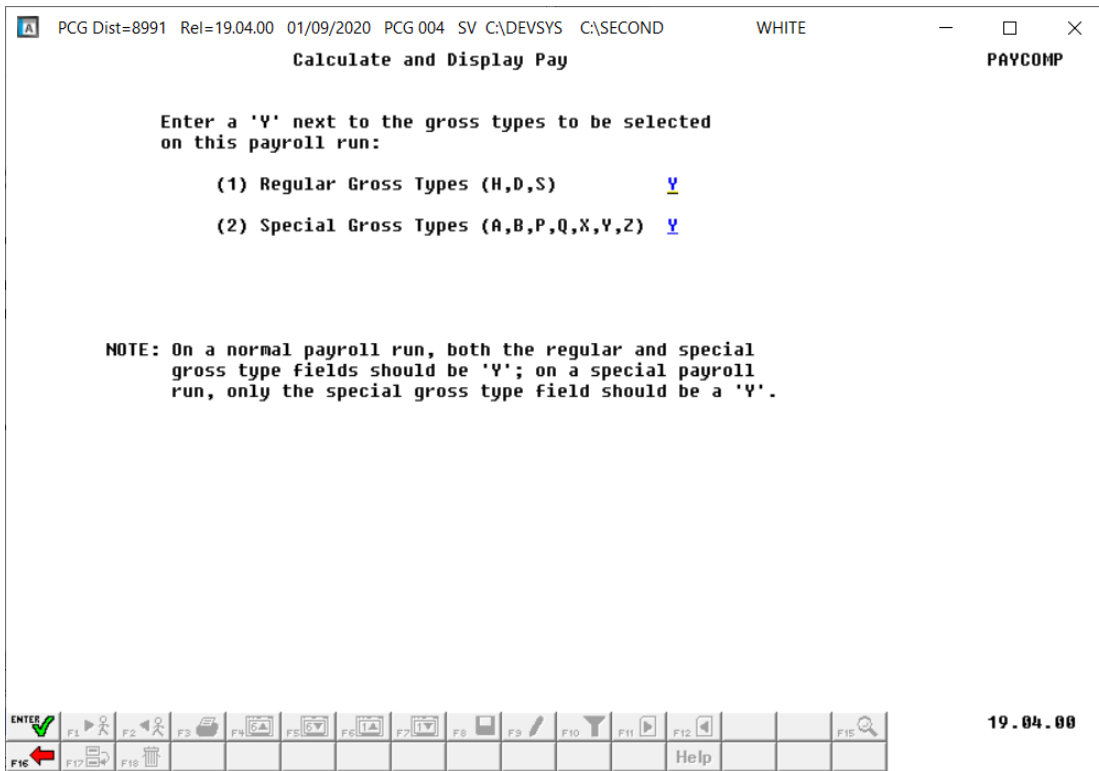 PCG Dist=8991 Rel=19.04.00 01/09/2020 PCG 004 SV C:\DEVSYS C:\SECOND WHITE
Calculate and Display Pay PAYCOMP
Enter a 'Y' next to the gross types to be selected
on this payroll run:
(1) Regular Gross Types (H,D,S) Y
(2) Special Gross Types (A,B,P,Q,X,Y,Z) Y
NOTE: On a normal payroll run, both the regular and special
gross type fields should be 'Y'; on a special payroll
run, only the special gross type field should be a 'Y'.
ENTER F1 F2 F3 F4 6 F5 6 F6 1 F7 1 F8 F9 F10 F11 F12 F15 19.04.00
F16 F17 F18 Help